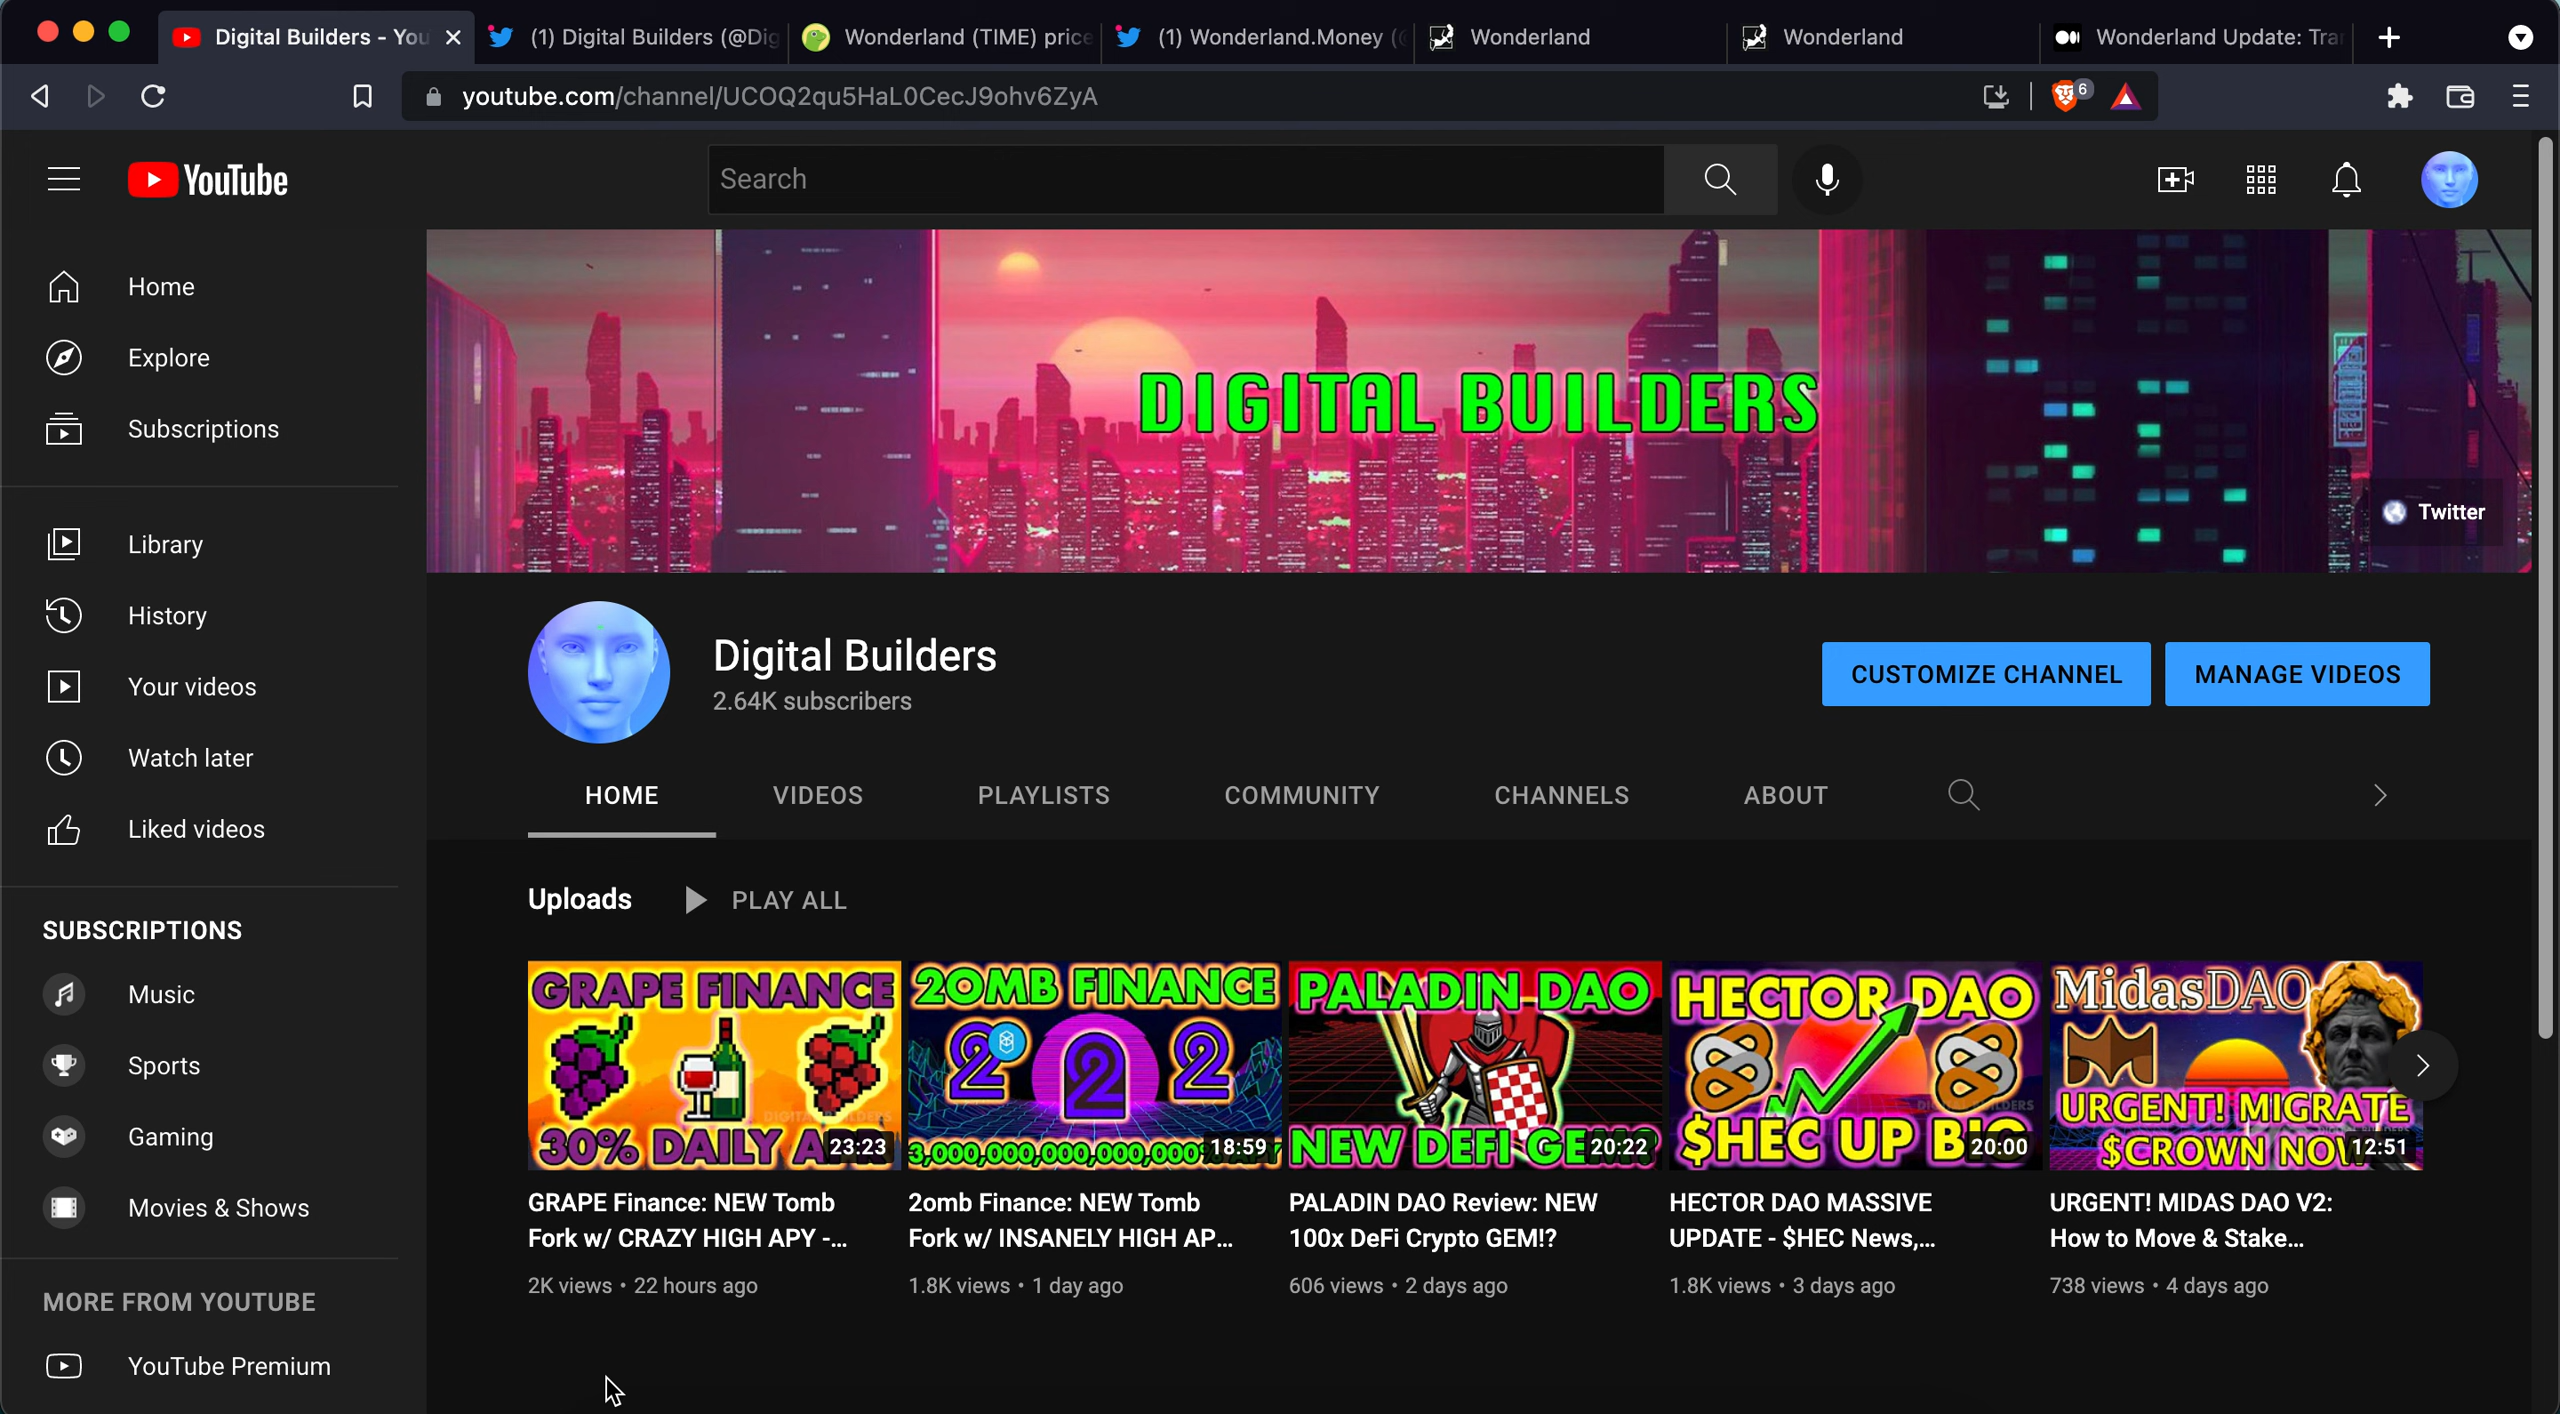 Digital Builders - You
(1) Digital Builders (@Dig
Wonderland (TIME) price
(1) Wonderland.Money (@
Wonderland
Wonderland
Wonderland Update: Tra
youtube.com/channel/UCOQ2qu5HaL0CecJ9ohv6ZyA
6
YouTube
Search
Home
Explore
Subscriptions
Library
History
Your videos
Watch later
Liked videos
SUBSCRIPTIONS
Music
Sports
Gaming
Movies & Shows
MORE FROM YOUTUBE
YouTube Premium
DIGITAL BUILDERS
Twitter
Digital Builders
2.64K subscribers
CUSTOMIZE CHANNEL
MANAGE VIDEOS
HOME
VIDEOS
PLAYLISTS
COMMUNITY
CHANNELS
ABOUT
Uploads
PLAY ALL
GRAPE FINANCE
30% DAILY A
23:23
GRAPE Finance: NEW Tomb
Fork w/ CRAZY HIGH APY -...
2K views • 22 hours ago
2OMB FINANCE
2 2 2
3,000,000,000,000,000
18:59
2omb Finance: NEW Tomb
Fork w/ INSANELY HIGH AP...
1.8K views • 1 day ago
PALADIN DAO
NEW DEFI GE
20:22
PALADIN DAO Review: NEW
100x DeFi Crypto GEM!?
606 views • 2 days ago
HECTOR DAO
$HEC UP BIG
20:00
HECTOR DAO MASSIVE
UPDATE - $HEC News,...
1.8K views • 3 days ago
MidasDAO
URGENT! MIGRATE
$CROWN NOW
12:51
URGENT! MIDAS DAO V2:
How to Move & Stake...
738 views • 4 days ago